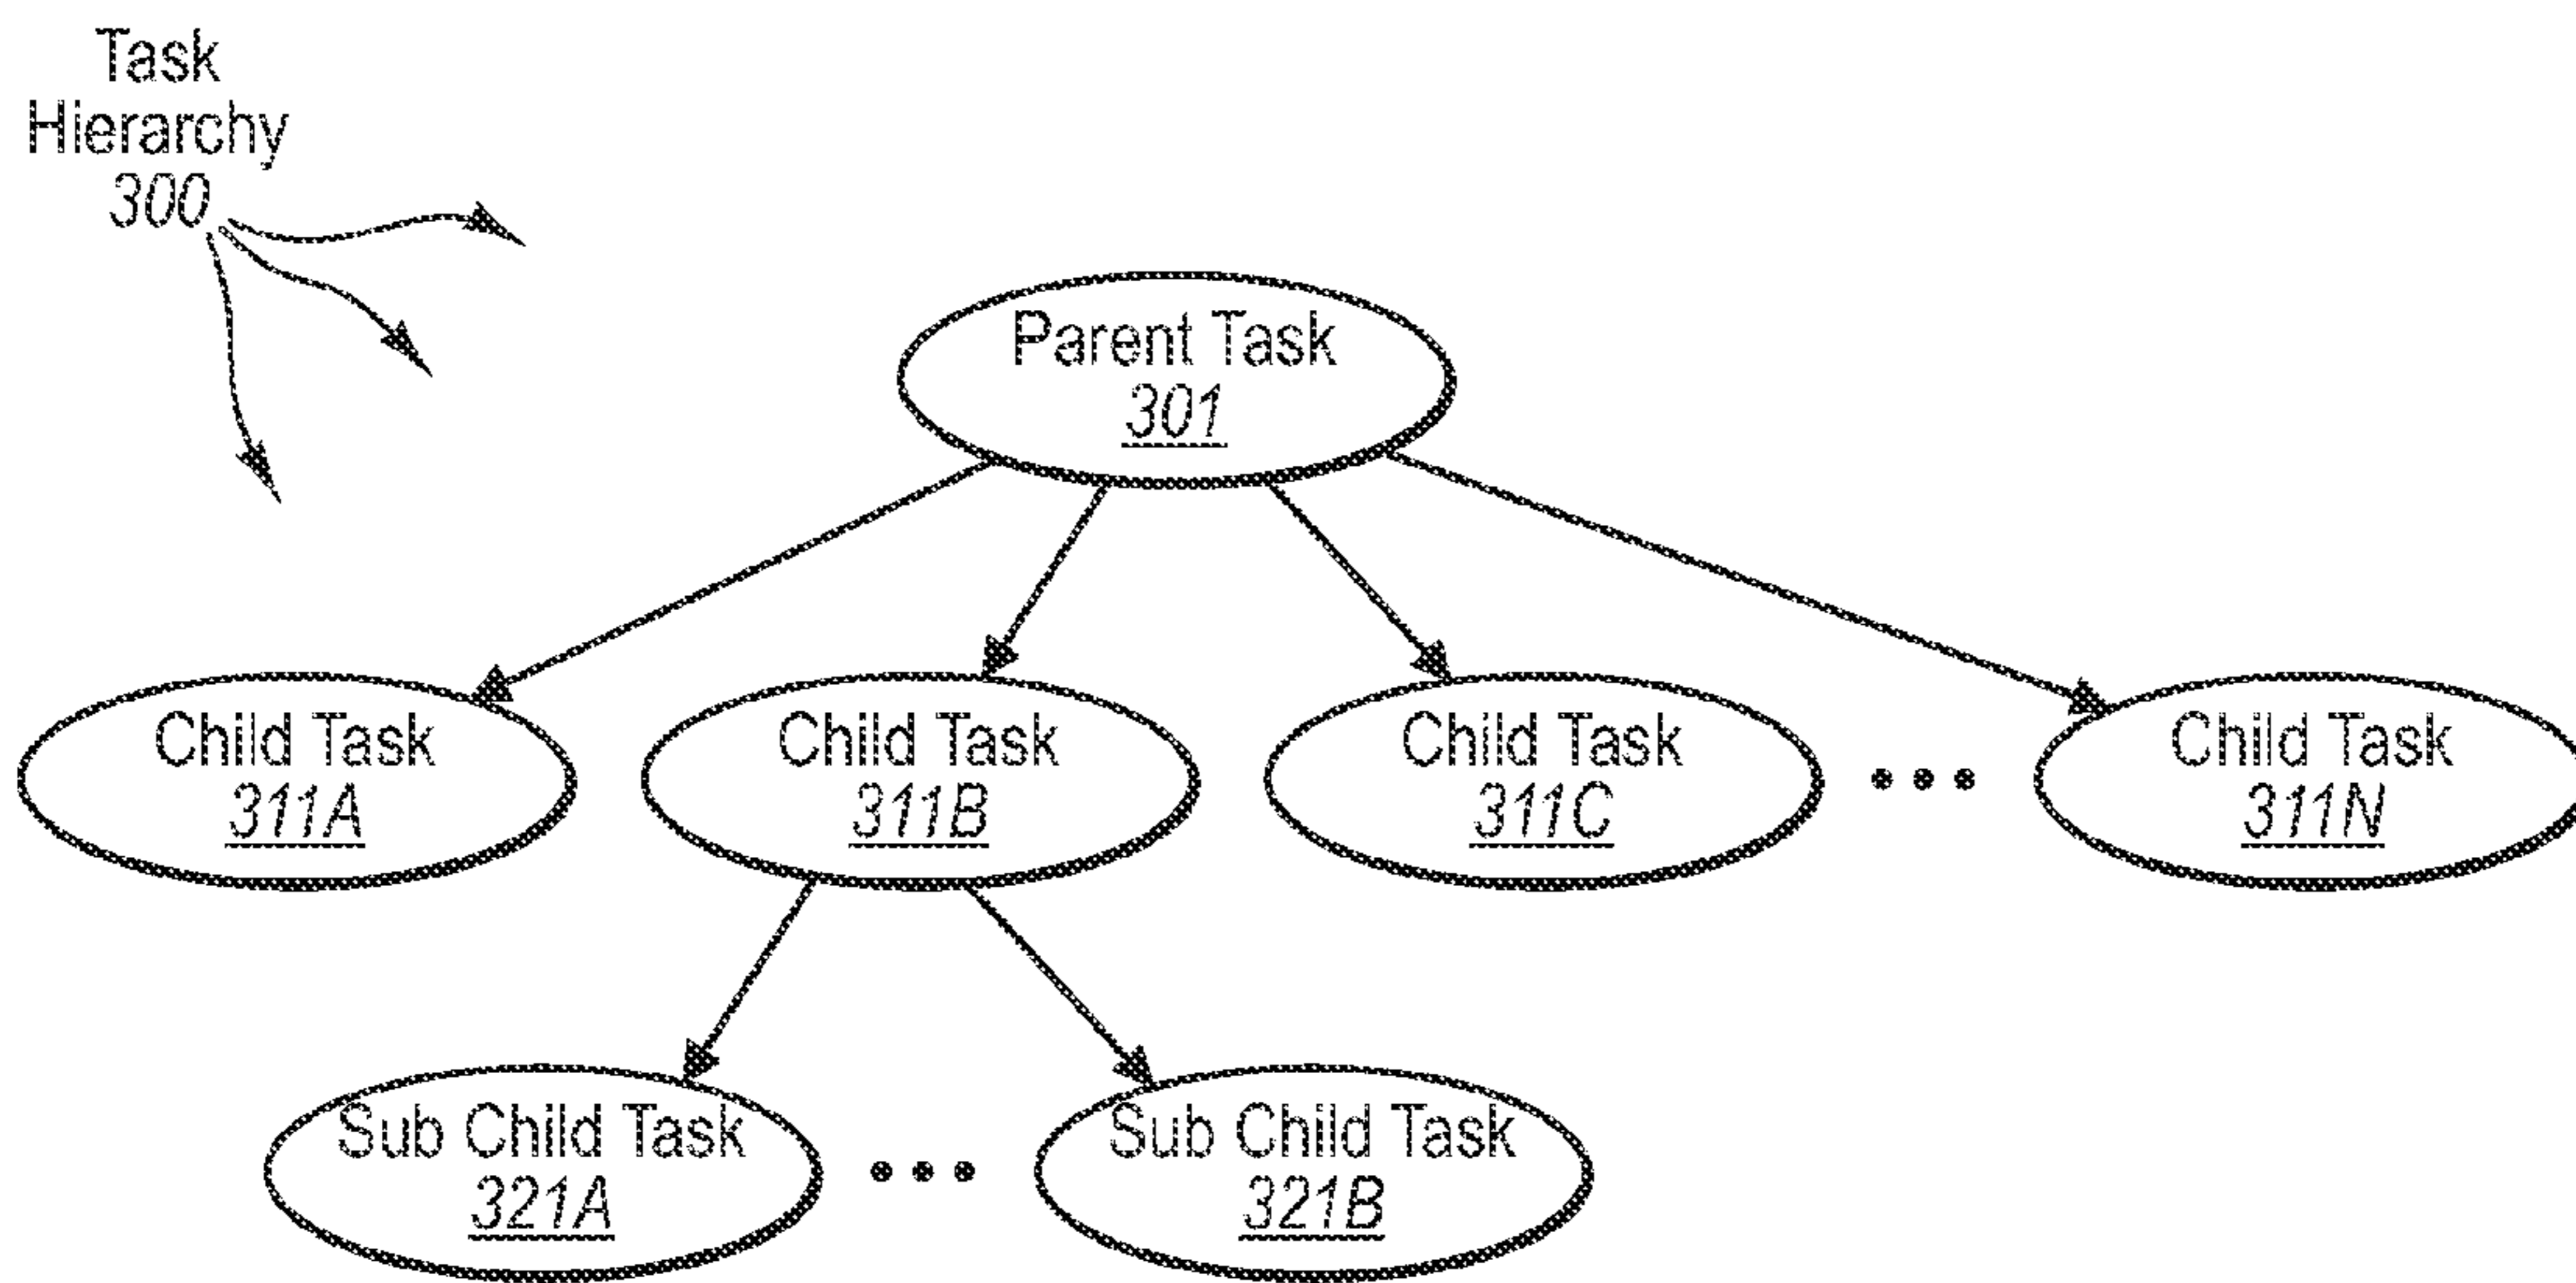 Task
Hierarchy
300
Parent Task
301
Child Task
311A
Child Task
311B
Child Task
311C
Child Task
311N
Sub Child Task
321A
Sub Child Task
321B